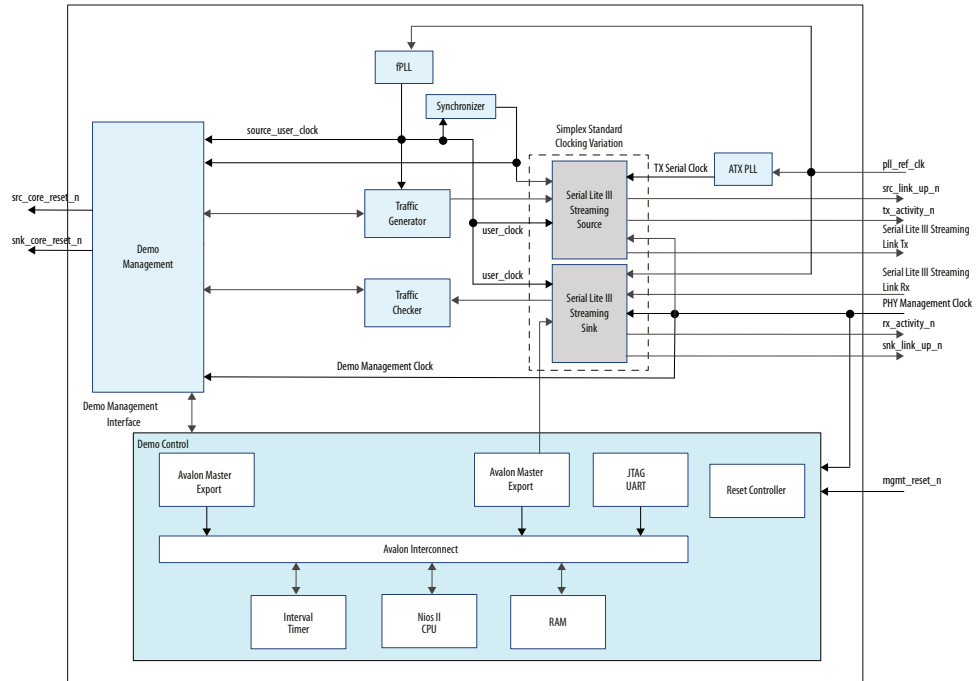 fPLL
Synchronizer
source_user_clock
Simplex Standard
Clocking Variation
TX Serial Clock
ATX PLL
pll_ref_clk
src_link_up_n
tx_activity_n
Serial Lite III Streaming
Link Tx
Serial Lite III Streaming
Link Rx
PHY Management Clock
rx_activity_n
snk_link_up_n
src_core_reset_n
snk_core_reset_n
Demo
Management
Traffic
Generator
user_clock
Serial Lite III
Streaming
Source
user_clock
Traffic
Checker
Serial Lite III
Streaming
Sink
Demo Management Clock
Demo Management
Interface
Demo Control
Avalon Master
Export
Avalon Master
Export
JTAG
UART
Reset Controller
mgmt_reset_n
Avalon Interconnect
Interval
Timer
Nios II
CPU
RAM